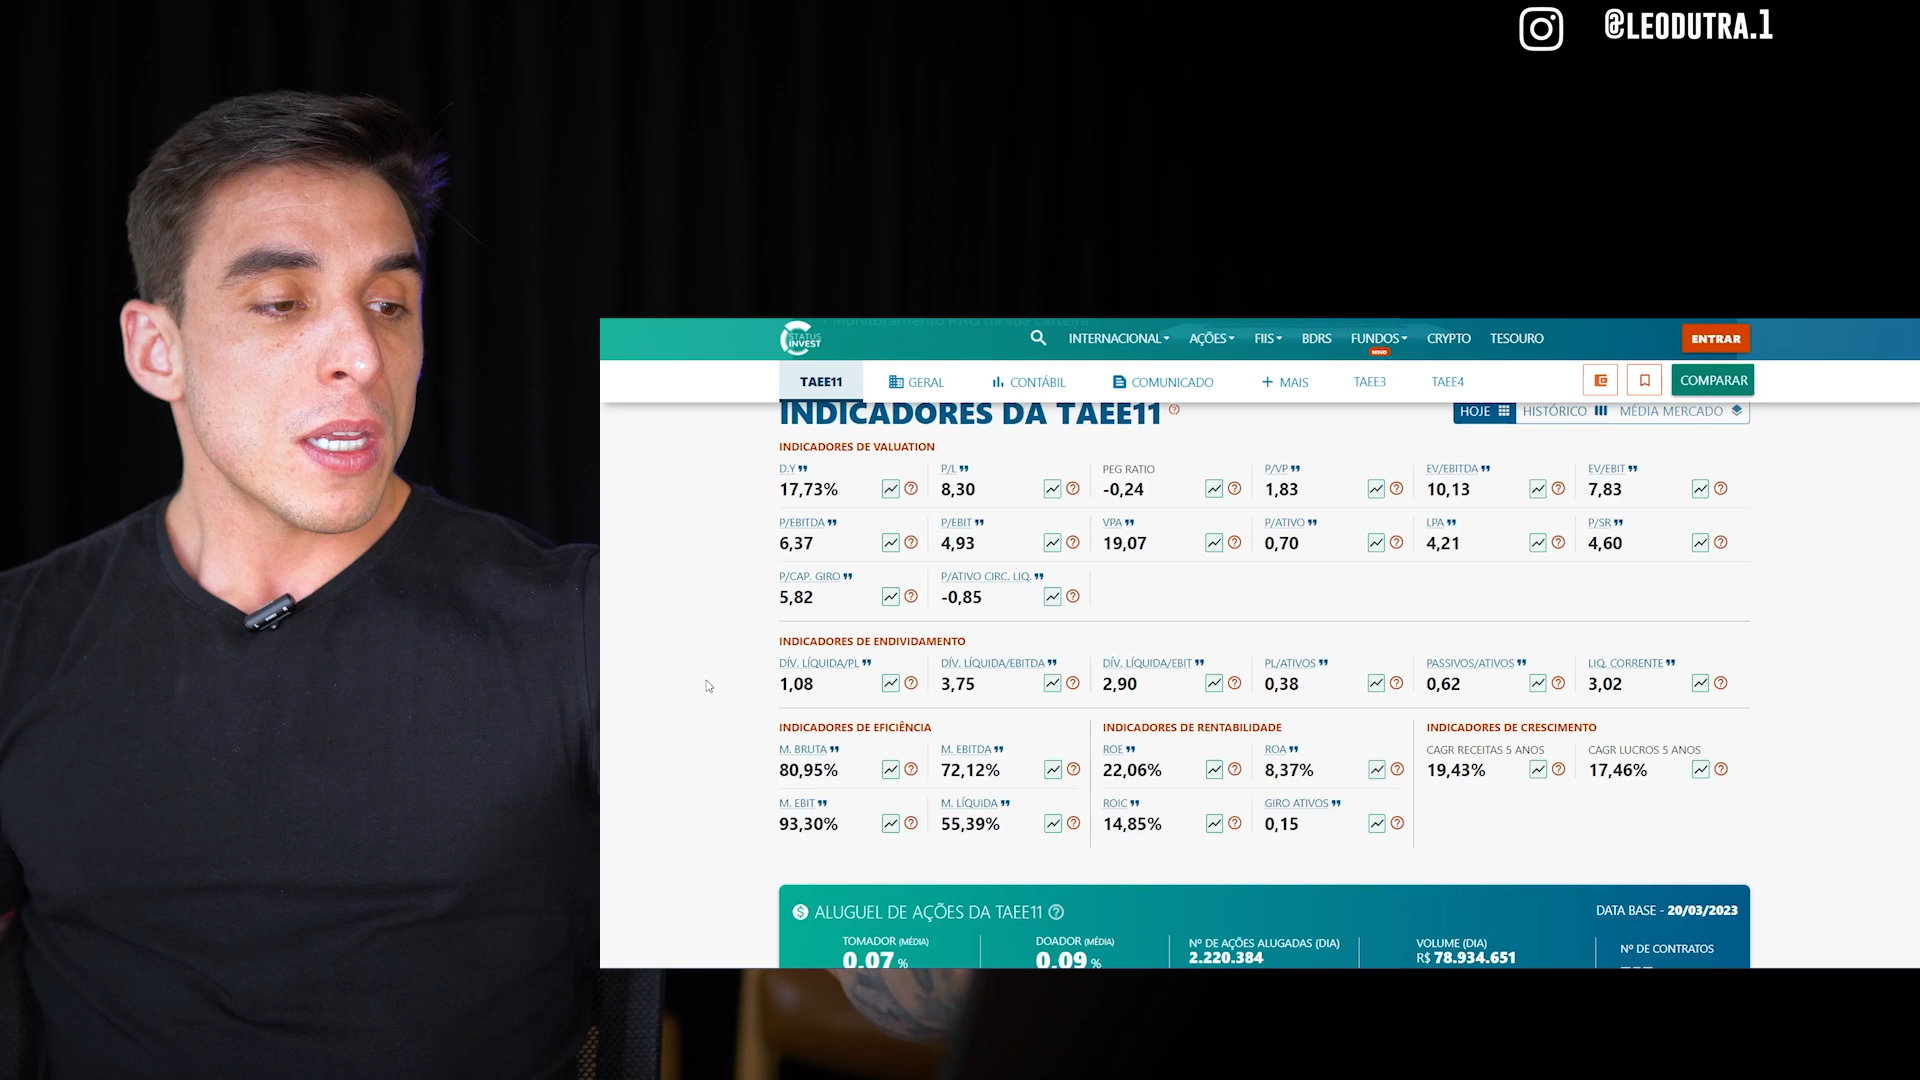 @LEODUTRA.1
STATUS INVEST
INTERNACIONAL AÇÕES FIIS BDRS FUNDOS CRYPTO TESOURO ENTRAR
NOVO
TAEE11 GERAL CONTÁBIL COMUNICADO + MAIS TAEE3 TAEE4 COMPARAR
INDICADORES DA TAEE11
HOJE HISTÓRICO MÉDIA MERCADO
INDICADORES DE VALUATION
D.Y P/L PEG RATIO P/VP EV/EBITDA EV/EBIT
17,73% 8,30 -0,24 1,83 10,13 7,83
P/EBITDA P/EBIT VPA P/ATIVO LPA P/SR
6,37 4,93 19,07 0,70 4,21 4,60
P/CAP. GIRO P/ATIVO CIRC. LIQ.
5,82 -0,85
INDICADORES DE ENDIVIDAMENTO
DÍV. LÍQUIDA/PL DÍV. LÍQUIDA/EBITDA DÍV. LÍQUIDA/EBIT PL/ATIVOS PASSIVOS/ATIVOS LIQ. CORRENTE
1,08 3,75 2,90 0,38 0,62 3,02
INDICADORES DE EFICIÊNCIA INDICADORES DE RENTABILIDADE INDICADORES DE CRESCIMENTO
M. BRUTA M. EBITDA ROE ROA CAGR RECEITAS 5 ANOS CAGR LUCROS 5 ANOS
80,95% 72,12% 22,06% 8,37% 19,43% 17,46%
M. EBIT M. LÍQUIDA ROIC GIRO ATIVOS
93,30% 55,39% 14,85% 0,15
ALUGUEL DE AÇÕES DA TAEE11 DATA BASE - 20/03/2023
TOMADOR (MÉDIA) DOADOR (MÉDIA) Nº DE AÇÕES ALUGADAS (DIA) VOLUME (DIA) Nº DE CONTRATOS
0,07 % 0,09 % 2.220.384 R$ 78.934.651